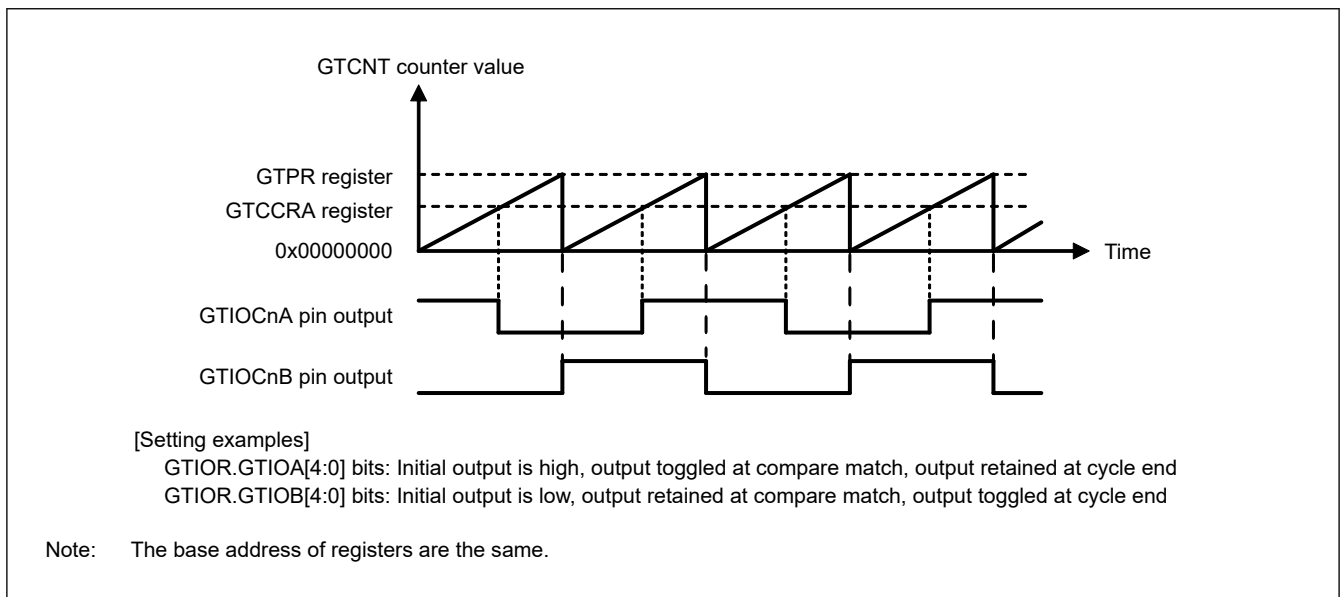 GTCNT counter value
GTPR register
GTCCRA register
0x00000000
Time
GTIOCnA pin output
GTIOCnB pin output
[Setting examples]
GTIOR.GTIOA[4:0] bits: Initial output is high, output toggled at compare match, output retained at cycle end
GTIOR.GTIOB[4:0] bits: Initial output is low, output retained at compare match, output toggled at cycle end
Note: The base address of registers are the same.